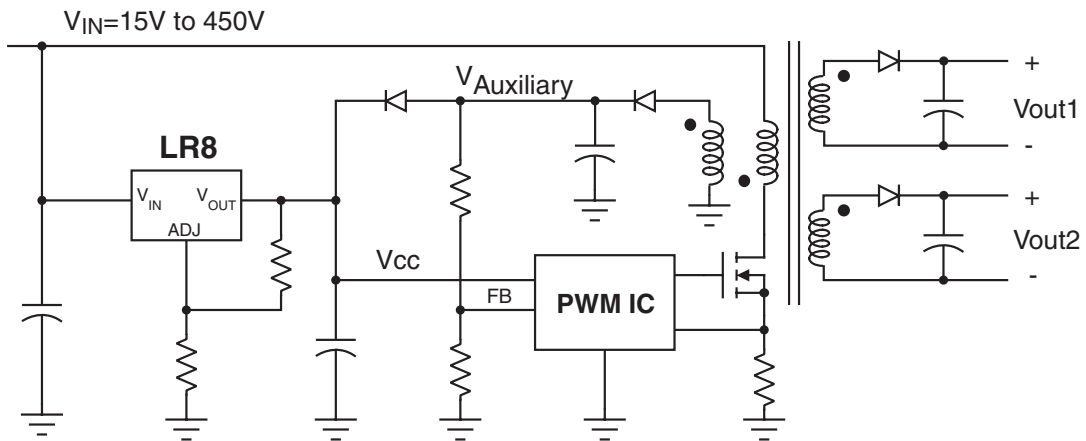 VIN=15V to 450V
VAuxiliary
+
Vout1
-
LR8
VIN
VOUT
ADJ
+
Vout2
-
Vcc
FB
PWM IC